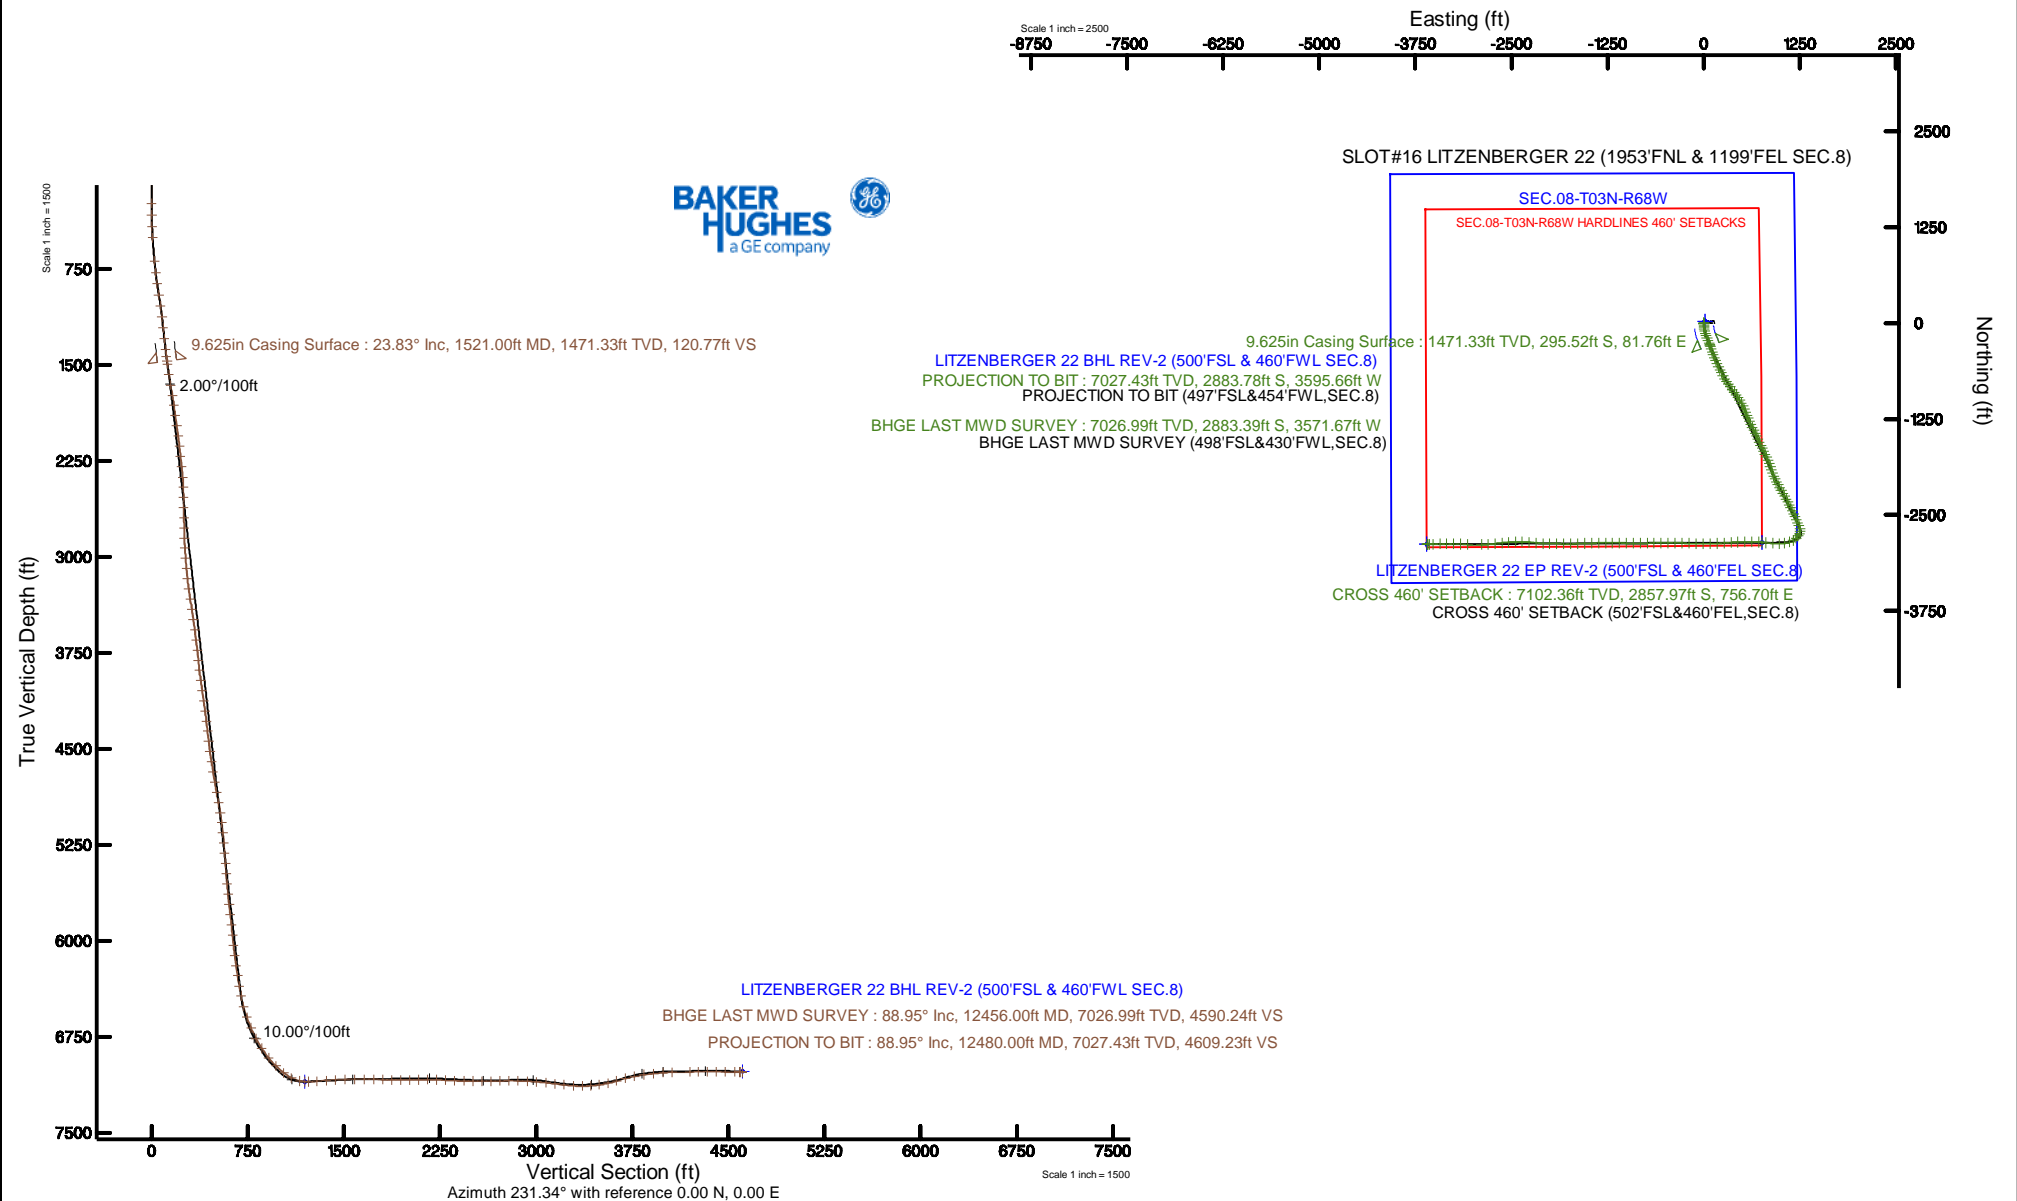 Easting (ft)
Scale 1 inch = 2500
-8750 -7500 -6250 -5000 -3750 -2500 -1250 0 1250 2500
2500
1250
0
-1250
-2500
-3750
Northing (ft)
SLOT#16 LITZENBERGER 22 (1953'FNL & 1199'FEL SEC.8)
SEC.08-T03N-R68W
SEC.08-T03N-R68W HARDLINES 460' SETBACKS
9.625in Casing Surface : 1471.33ft TVD, 295.52ft S, 81.76ft E
LITZENBERGER 22 BHL REV-2 (500'FSL & 460'FWL SEC.8)
PROJECTION TO BIT : 7027.43ft TVD, 2883.78ft S, 3595.66ft W
PROJECTION TO BIT (497'FSL&454'FWL,SEC.8)
BHGE LAST MWD SURVEY : 7026.99ft TVD, 2883.39ft S, 3571.67ft W
BHGE LAST MWD SURVEY (498'FSL&430'FWL,SEC.8)
LITZENBERGER 22 EP REV-2 (500'FSL & 460'FEL SEC.8)
CROSS 460' SETBACK : 7102.36ft TVD, 2857.97ft S, 756.70ft E
CROSS 460' SETBACK (502'FSL&460'FEL,SEC.8)
BAKER
HUGHES
a GE company
GE
Scale 1 inch = 1500
True Vertical Depth (ft)
750
1500
2250
3000
3750
4500
5250
6000
6750
7500
9.625in Casing Surface : 23.83° Inc, 1521.00ft MD, 1471.33ft TVD, 120.77ft VS
2.00°/100ft
10.00°/100ft
LITZENBERGER 22 BHL REV-2 (500'FSL & 460'FWL SEC.8)
BHGE LAST MWD SURVEY : 88.95° Inc, 12456.00ft MD, 7026.99ft TVD, 4590.24ft VS
PROJECTION TO BIT : 88.95° Inc, 12480.00ft MD, 7027.43ft TVD, 4609.23ft VS
0 750 1500 2250 3000 3750 4500 5250 6000 6750 7500
Vertical Section (ft)
Scale 1 inch = 1500
Azimuth 231.34° with reference 0.00 N, 0.00 E